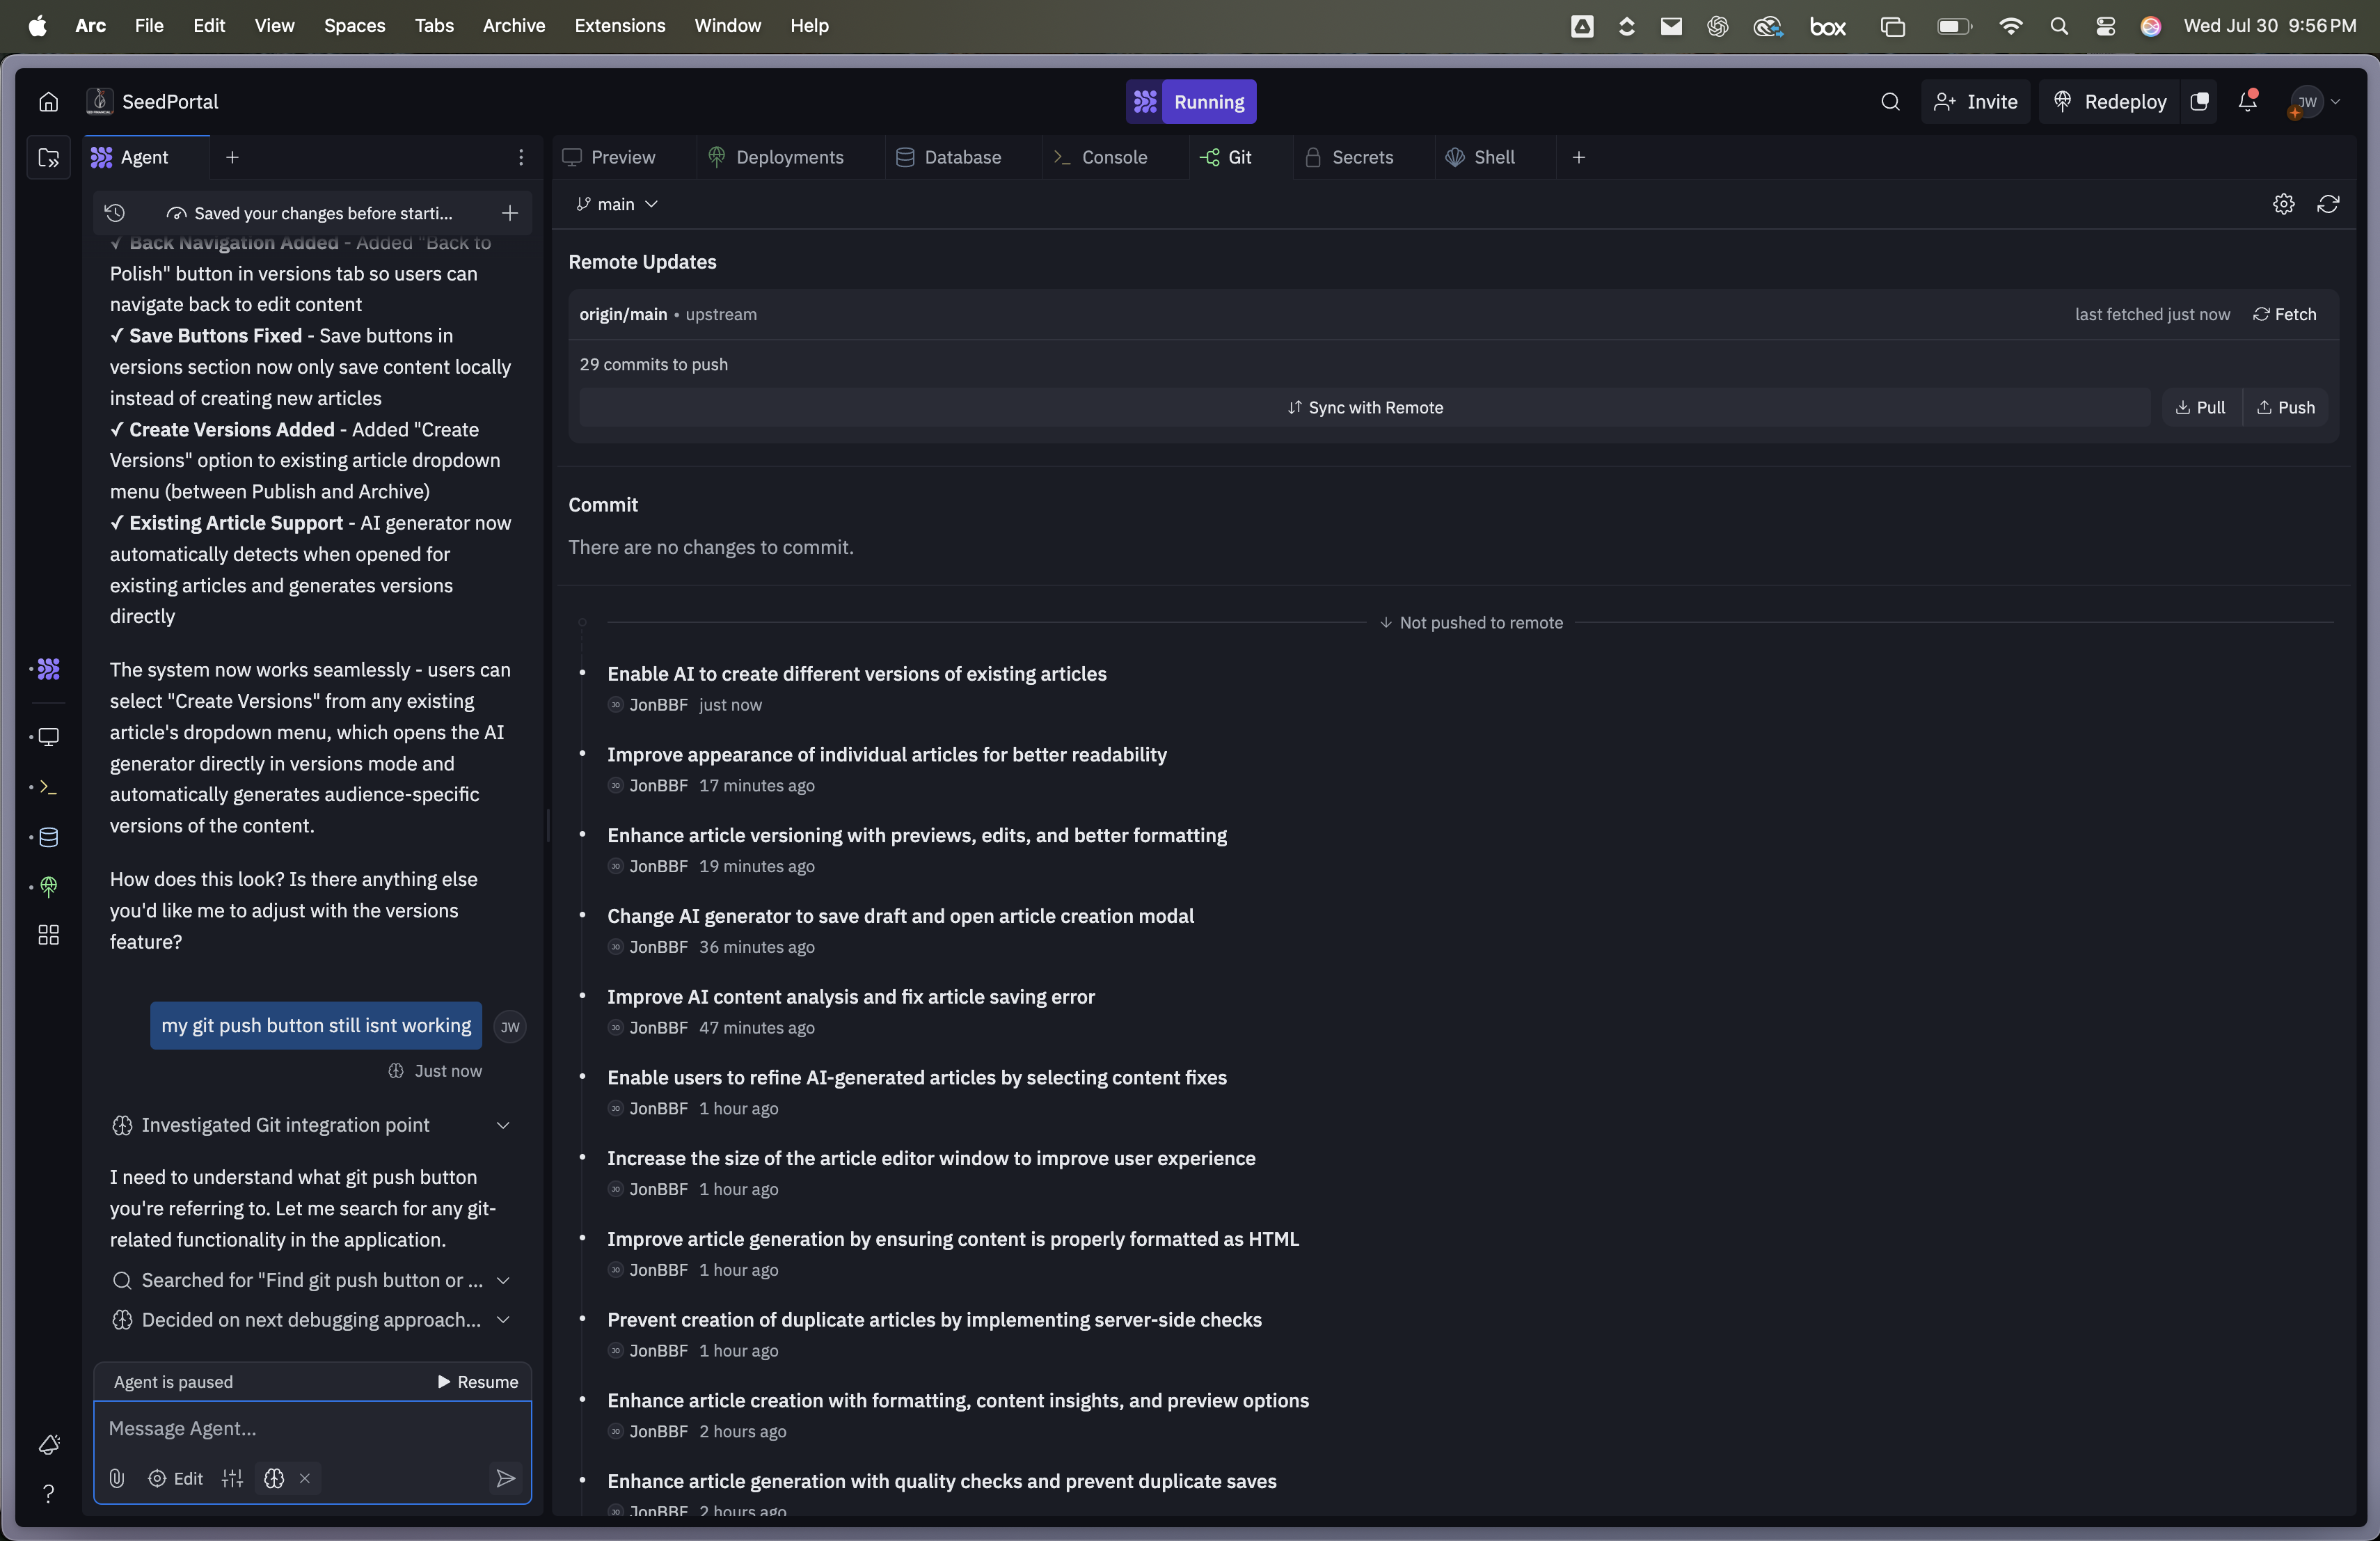 Arc File Edit View Spaces Tabs Archive Extensions Window Help
box
Wed Jul 30 9:56 PM
SeedPortal
Running
Invite
Redeploy
JW
Agent
Preview
Deployments
Database
Console
Git
Secrets
Shell
Saved your changes before starti...
✓ Back Navigation Added - Added "Back to
Polish" button in versions tab so users can
navigate back to edit content
✓ Save Buttons Fixed - Save buttons in
versions section now only save content locally
instead of creating new articles
✓ Create Versions Added - Added "Create
Versions" option to existing article dropdown
menu (between Publish and Archive)
✓ Existing Article Support - AI generator now
automatically detects when opened for
existing articles and generates versions
directly
The system now works seamlessly - users can
select "Create Versions" from any existing
article's dropdown menu, which opens the AI
generator directly in versions mode and
automatically generates audience-specific
versions of the content.
How does this look? Is there anything else
you'd like me to adjust with the versions
feature?
my git push button still isnt working
JW
Just now
Investigated Git integration point
I need to understand what git push button
you're referring to. Let me search for any git-
related functionality in the application.
Searched for "Find git push button or ...
Decided on next debugging approach...
Agent is paused
Resume
Message Agent...
Edit
main
Remote Updates
origin/main • upstream
last fetched just now
Fetch
29 commits to push
Sync with Remote
Pull
Push
Commit
There are no changes to commit.
Not pushed to remote
Enable AI to create different versions of existing articles
JO JonBBF just now
Improve appearance of individual articles for better readability
JO JonBBF 17 minutes ago
Enhance article versioning with previews, edits, and better formatting
JO JonBBF 19 minutes ago
Change AI generator to save draft and open article creation modal
JO JonBBF 36 minutes ago
Improve AI content analysis and fix article saving error
JO JonBBF 47 minutes ago
Enable users to refine AI-generated articles by selecting content fixes
JO JonBBF 1 hour ago
Increase the size of the article editor window to improve user experience
JO JonBBF 1 hour ago
Improve article generation by ensuring content is properly formatted as HTML
JO JonBBF 1 hour ago
Prevent creation of duplicate articles by implementing server-side checks
JO JonBBF 1 hour ago
Enhance article creation with formatting, content insights, and preview options
JO JonBBF 2 hours ago
Enhance article generation with quality checks and prevent duplicate saves
JO JonBBF 2 hours ago